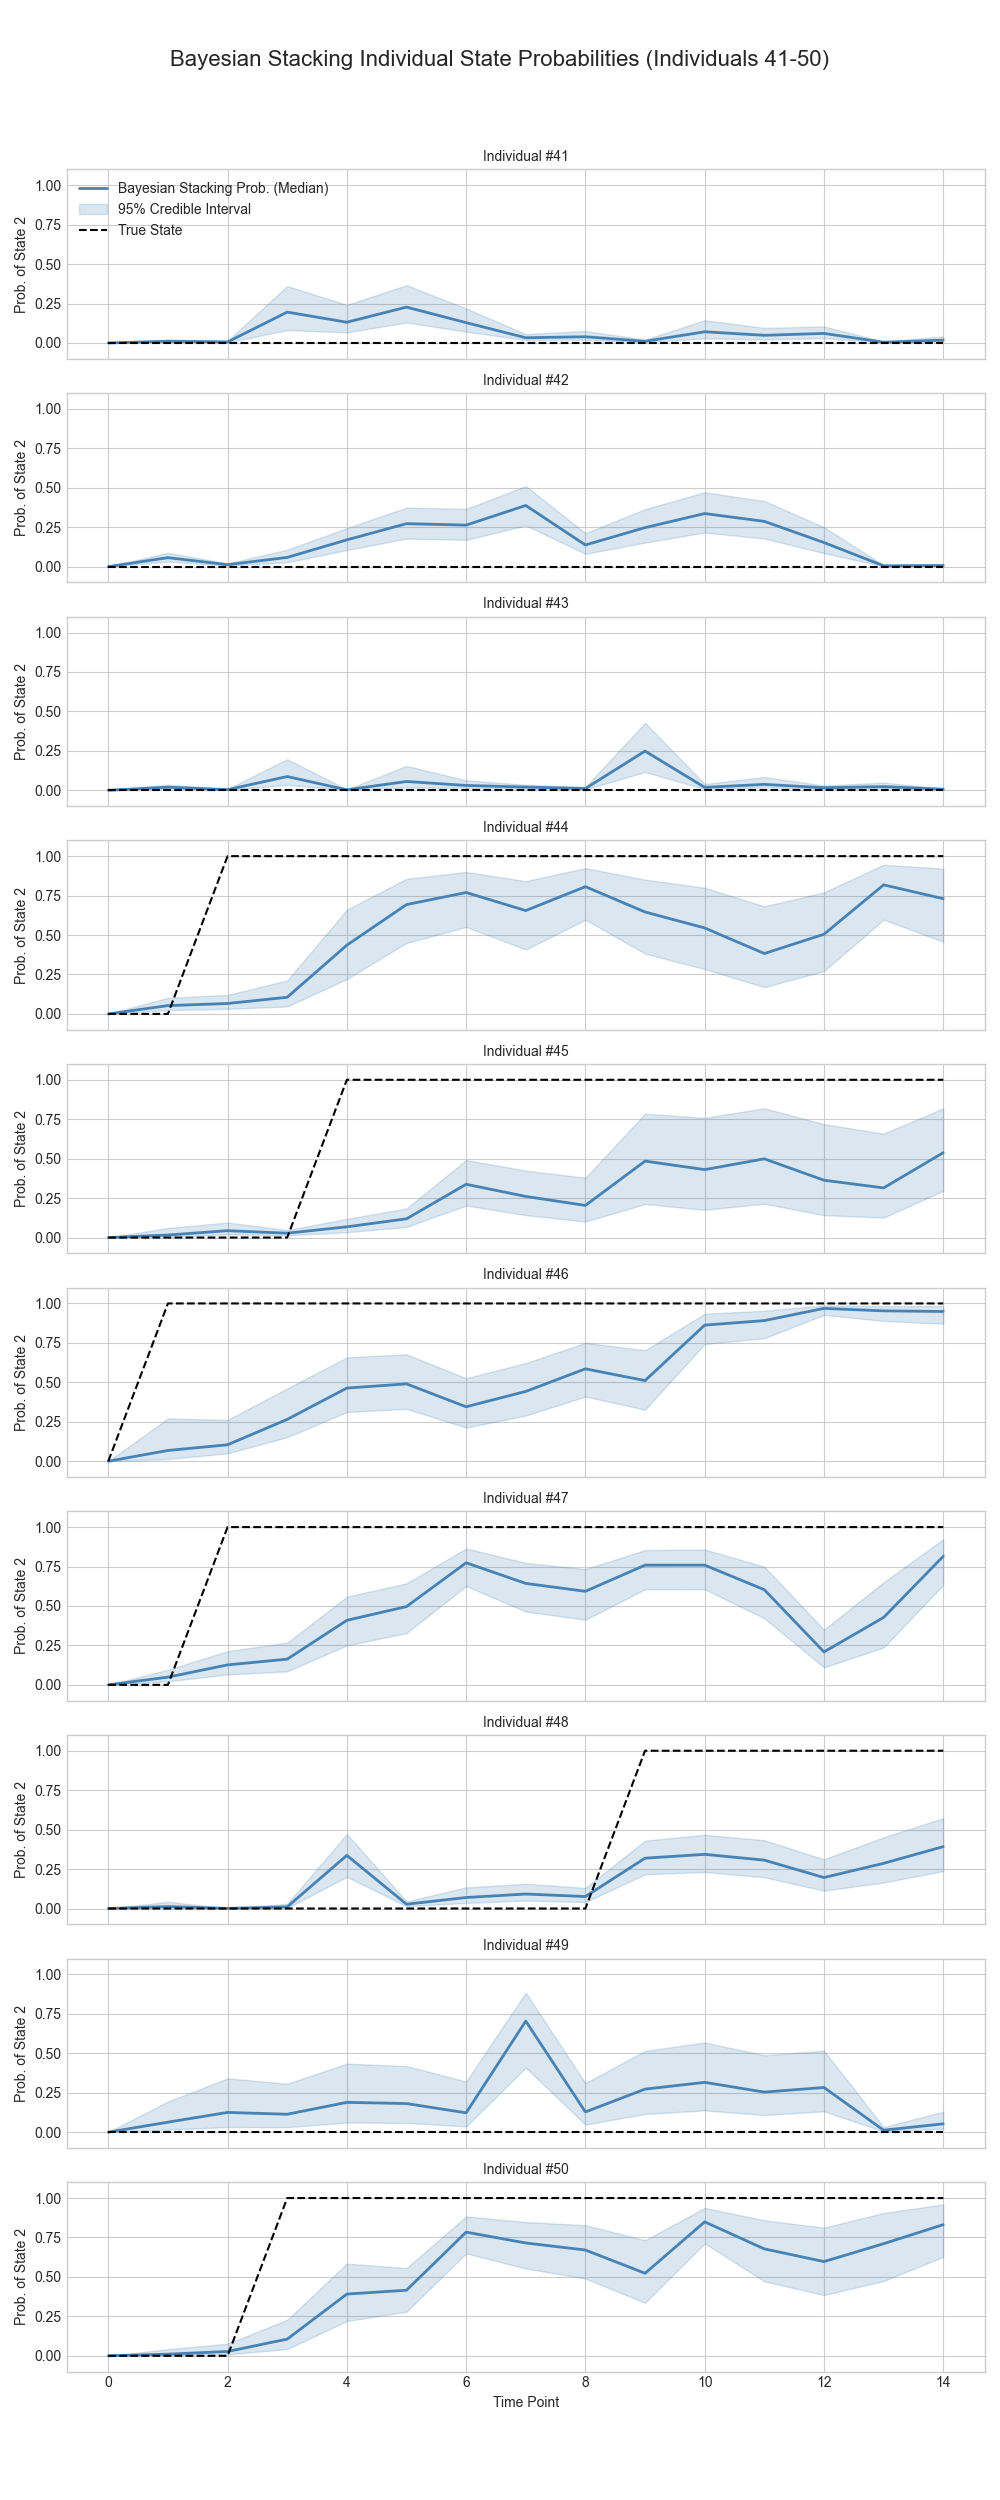 Bayesian Stacking Individual State Probabilities (Individuals 41-50)
Individual #41
1.00
0.75
0.50
0.25
0.00
Prob. of State 2
Bayesian Stacking Prob. (Median)
95% Credible Interval
True State
Individual #42
1.00
0.75
0.50
0.25
0.00
Prob. of State 2
Individual #43
1.00
0.75
0.50
0.25
0.00
Prob. of State 2
Individual #44
1.00
0.75
0.50
0.25
0.00
Prob. of State 2
Individual #45
1.00
0.75
0.50
0.25
0.00
Prob. of State 2
Individual #46
1.00
0.75
0.50
0.25
0.00
Prob. of State 2
Individual #47
1.00
0.75
0.50
0.25
0.00
Prob. of State 2
Individual #48
1.00
0.75
0.50
0.25
0.00
Prob. of State 2
Individual #49
1.00
0.75
0.50
0.25
0.00
Prob. of State 2
Individual #50
1.00
0.75
0.50
0.25
0.00
Prob. of State 2
0 2 4 6 8 10 12 14
Time Point